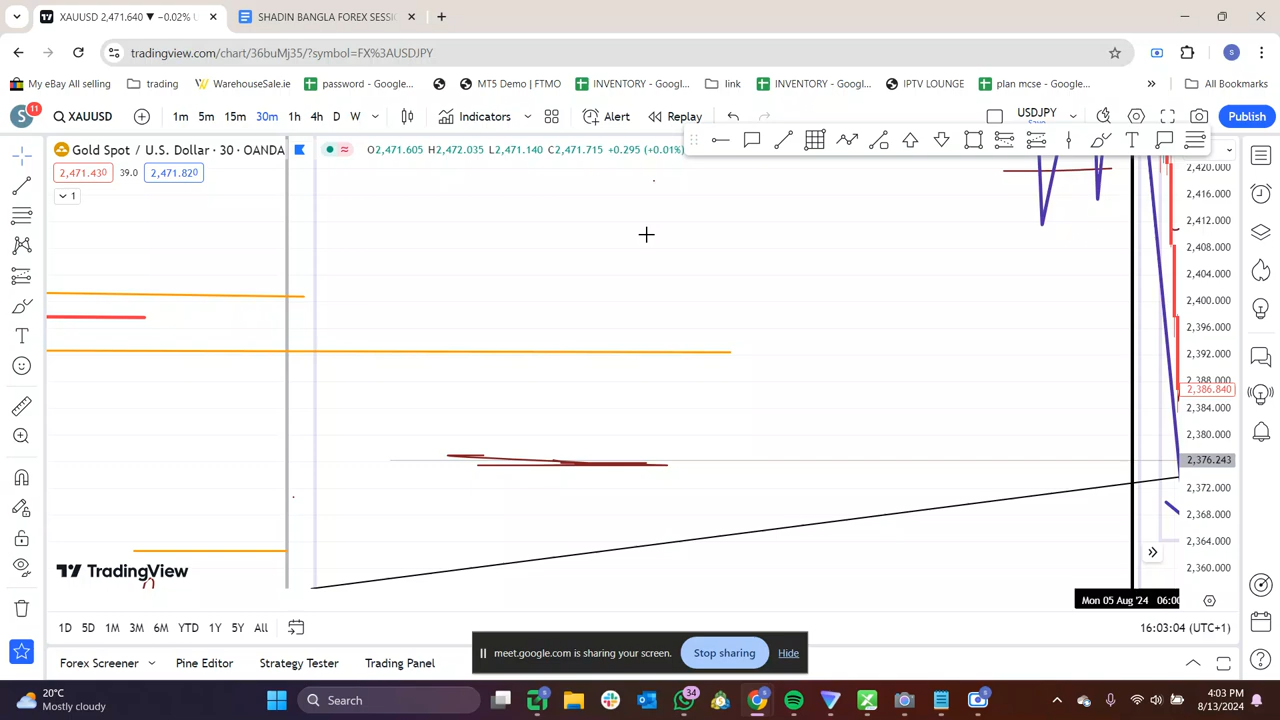 XAUUSD 2,471.640 ▼ −0.02%
SHADIN BANGLA FOREX SESSI
tradingview.com/chart/36buMj35/?symbol=FX%3AUSDJPY
My eBay All selling
trading
WarehouseSale.ie
password - Google...
MT5 Demo | FTMO
INVENTORY - Googl...
link
INVENTORY - Googl...
IPTV LOUNGE
plan mcse - Google...
All Bookmarks
S
11
XAUUSD
1m 5m 15m 30m 1h 4h D W
Indicators
Alert
Replay
USDJPY
Save
Publish
Gold Spot / U.S. Dollar · 30 · OANDA
O2,471.605 H2,472.035 L2,471.140 C2,471.715 +0.295 (+0.01%)
2,471.430 39.0 2,471.820
1
2,420.000
2,416.000
2,412.000
2,408.000
2,404.000
2,400.000
2,396.000
2,392.000
2,388.000
2,386.840
2,384.000
2,380.000
2,376.243
2,372.000
2,368.000
2,364.000
2,360.000
TradingView
Mon 05 Aug '24 06:00
1D 5D 1M 3M 6M YTD 1Y 5Y All
16:03:04 (UTC+1)
meet.google.com is sharing your screen.
Stop sharing
Hide
Forex Screener
Pine Editor
Strategy Tester
Trading Panel
20°C
Mostly cloudy
Search
34
4:03 PM
8/13/2024